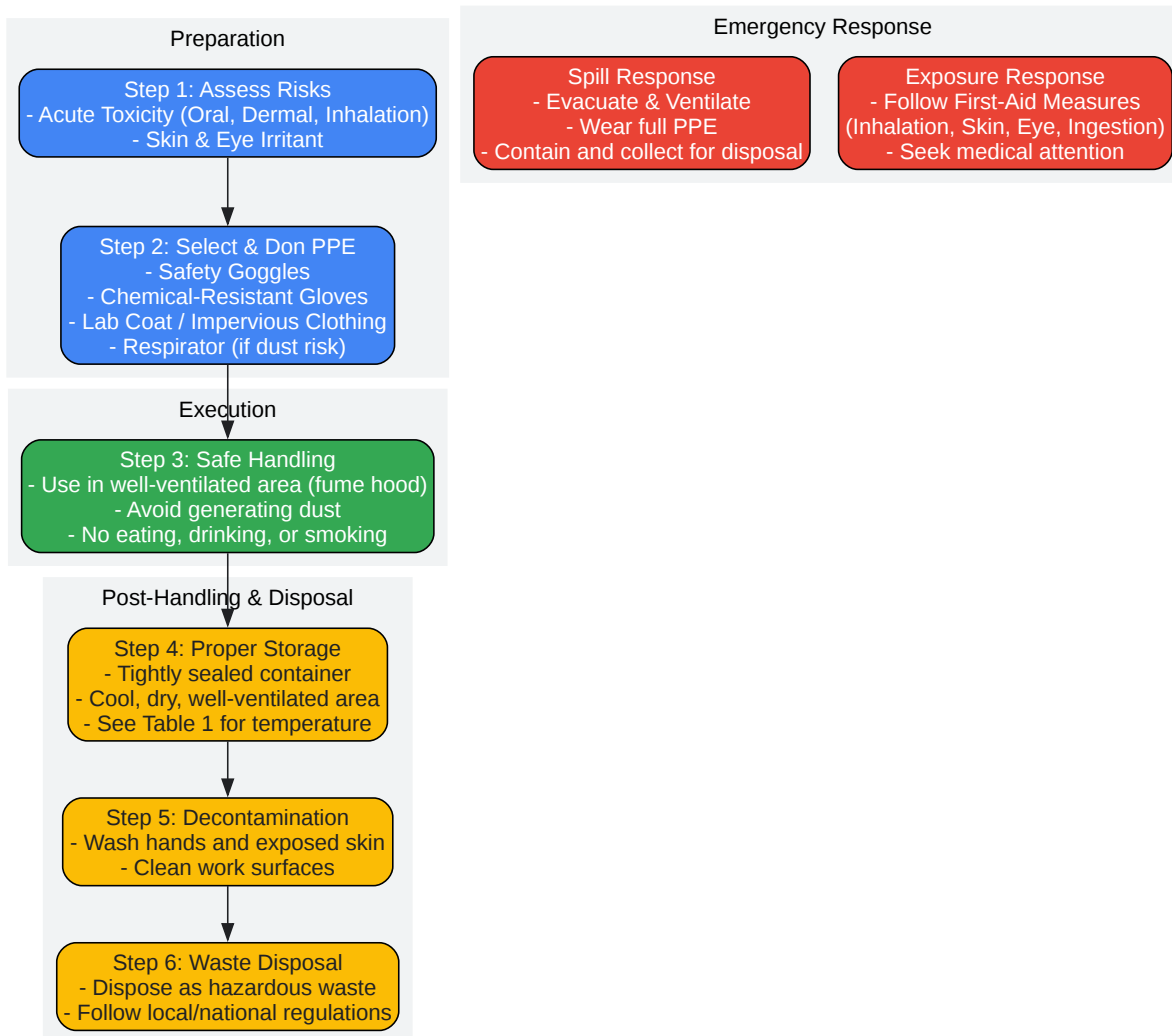 Preparation
Step 1: Assess Risks
- Acute Toxicity (Oral, Dermal, Inhalation)
- Skin & Eye Irritant
Step 2: Select & Don PPE
- Safety Goggles
- Chemical-Resistant Gloves
- Lab Coat / Impervious Clothing
- Respirator (if dust risk)
Execution
Step 3: Safe Handling
- Use in well-ventilated area (fume hood)
- Avoid generating dust
- No eating, drinking, or smoking
Post-Handling & Disposal
Step 4: Proper Storage
- Tightly sealed container
- Cool, dry, well-ventilated area
- See Table 1 for temperature
Step 5: Decontamination
- Wash hands and exposed skin
- Clean work surfaces
Step 6: Waste Disposal
- Dispose as hazardous waste
- Follow local/national regulations
Emergency Response
Spill Response
- Evacuate & Ventilate
- Wear full PPE
- Contain and collect for disposal
Exposure Response
- Follow First-Aid Measures
(Inhalation, Skin, Eye, Ingestion)
- Seek medical attention